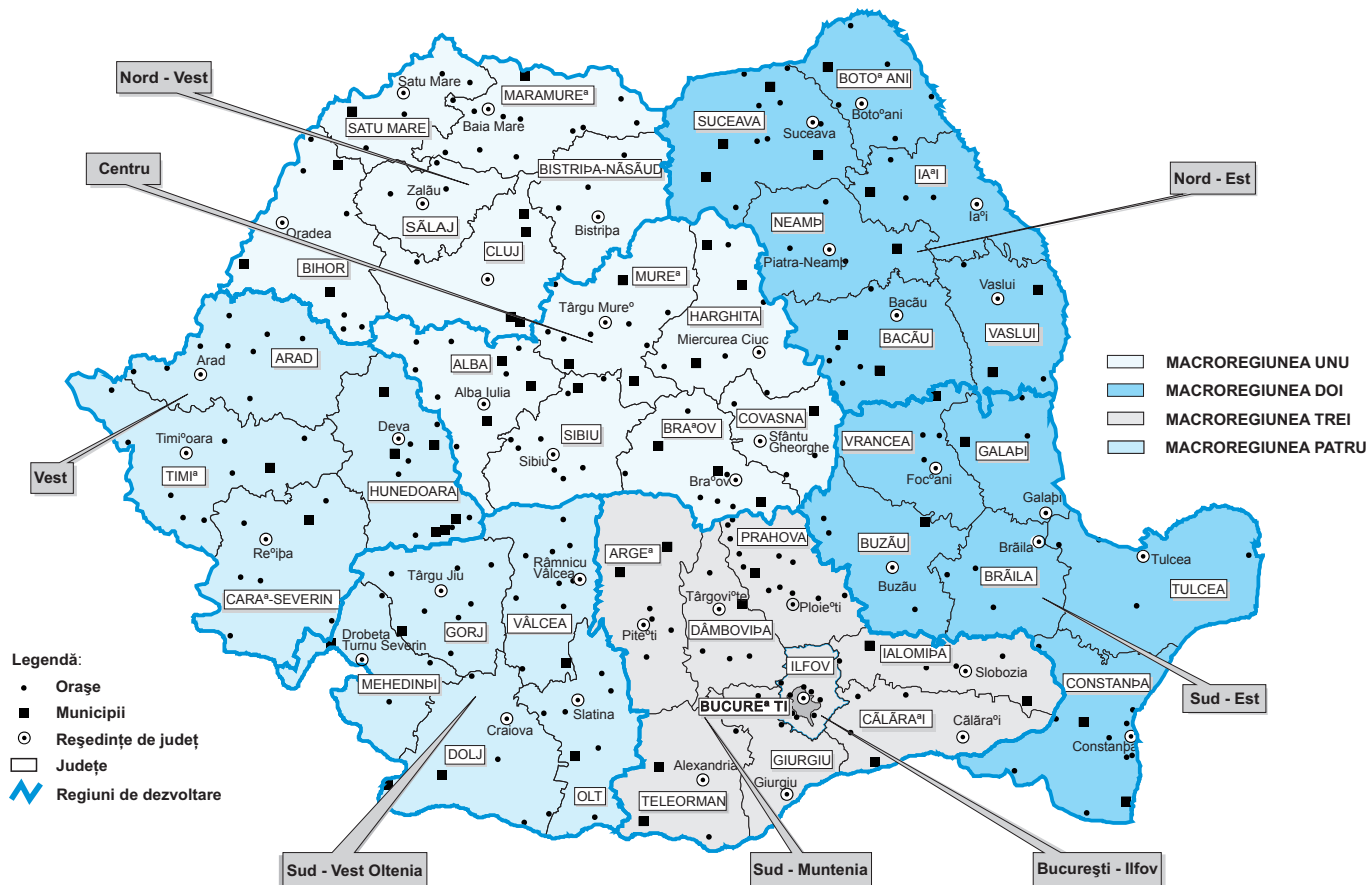 Nord - Vest
Centru
Vest
Nord - Est
Sud - Est
Sud - Vest Oltenia
Sud - Muntenia
Bucureşti - Ilfov
Satu Mare
SATU MARE
MARAMUREª
Baia Mare
BISTRIÞA-NÃSÃUD
Bistriþa
Zalãu
SÃLAJ
Oradea
BIHOR
CLUJ
SUCEAVA
Suceava
BOTOª ANI
Botoºani
IAªI
Iaºi
NEAMÞ
Piatra-Neamþ
Bacãu
BACÃU
Vaslui
VASLUI
MUREª
Târgu Mureº
HARGHITA
Miercurea Ciuc
ALBA
Alba Iulia
SIBIU
Sibiu
BRAªOV
Braºov
COVASNA
Sfântu
Gheorghe
Arad
ARAD
Timiºoara
TIMIª
Deva
HUNEDOARA
Reºiþa
CARAª-SEVERIN
VRANCEA
Focºani
GALAÞI
Galaþi
BUZÃU
Buzãu
Brãila
BRÃILA
Tulcea
TULCEA
CONSTANÞA
Constanþa
Târgu Jiu
GORJ
Râmnicu
Vâlcea
VÂLCEA
Drobeta
Turnu Severin
MEHEDINÞI
Craiova
DOLJ
Slatina
OLT
ARGEª
Piteºti
PRAHOVA
Ploieºti
Târgoviºte
DÂMBOVIÞA
ILFOV
BUCUREª TI
IALOMIÞA
Slobozia
CÃLÃRAªI
Cãlãraºi
GIURGIU
Giurgiu
Alexandria
TELEORMAN
MACROREGIUNEA UNU
MACROREGIUNEA DOI
MACROREGIUNEA TREI
MACROREGIUNEA PATRU
Legendă:
Oraşe
Municipii
Reşedinţe de judeţ
Judeţe
Regiuni de dezvoltare